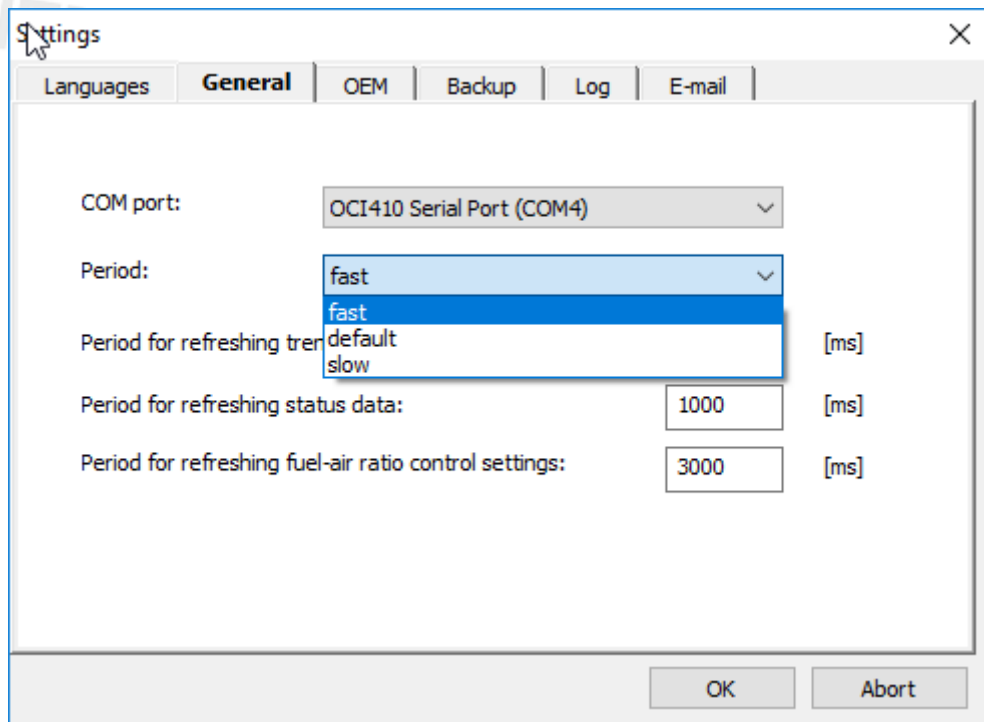 Settings
Languages General OEM Backup Log E-mail
COM port: OCI410 Serial Port (COM4)
Period: fast
fast
default
slow
Period for refreshing [ms]
Period for refreshing status data: 1000 [ms]
Period for refreshing fuel-air ratio control settings: 3000 [ms]
OK Abort